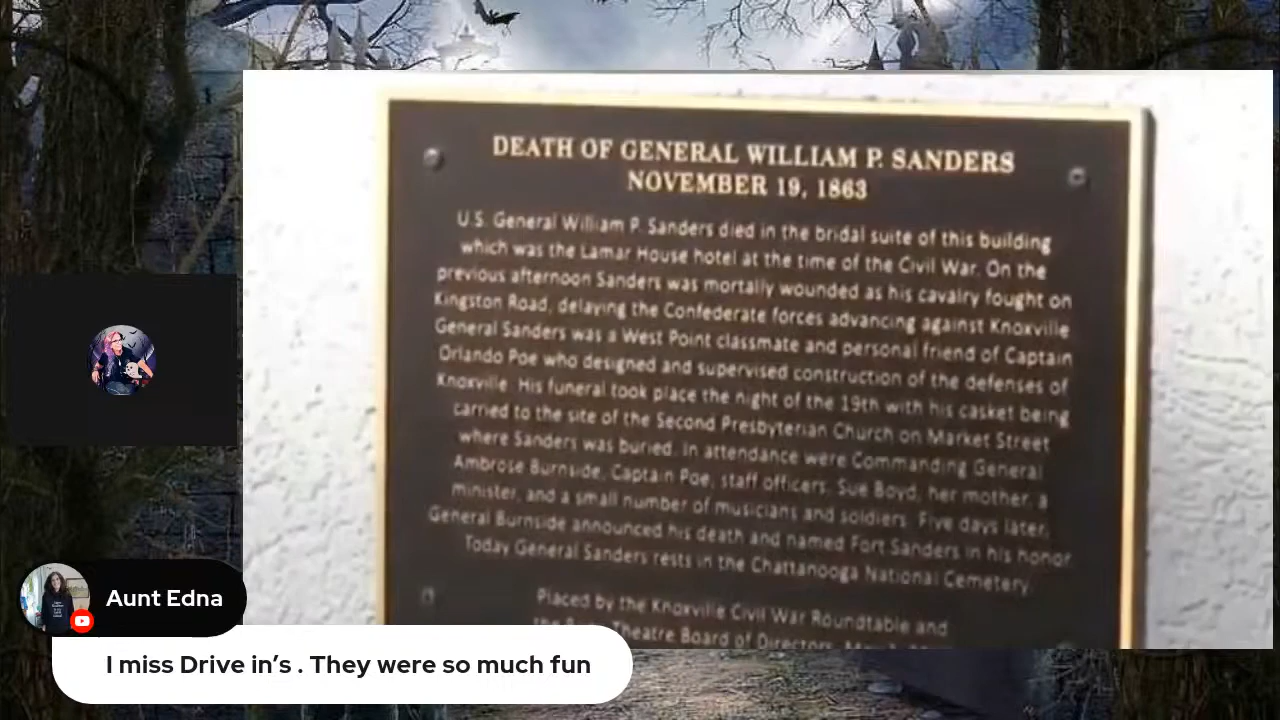 DEATH OF GENERAL WILLIAM P. SANDERS
NOVEMBER 19, 1863
U.S. General William P. Sanders died in the bridal suite of this building
which was the Lamar House hotel at the time of the Civil War. On the
previous afternoon Sanders was mortally wounded as his cavalry fought on
Kingston Road, delaying the Confederate forces advancing against Knoxville
General Sanders was a West Point classmate and personal friend of Captain
Orlando Poe who designed and supervised construction of the defenses of
Knoxville. His funeral took place the night of the 19th with his casket being
carried to the site of the Second Presbyterian Church on Market Street
where Sanders was buried. In attendance were Commanding General
Ambrose Burnside, Captain Poe, staff officers, Sue Boyd, her mother, a
minister, and a small number of musicians and soldiers. Five days later,
General Burnside announced his death and named Fort Sanders in his honor
Today General Sanders rests in the Chattanooga National Cemetery.
Placed by the Knoxville Civil War Roundtable and
Theatre Board of Directors,
Aunt Edna
I miss Drive in's . They were so much fun